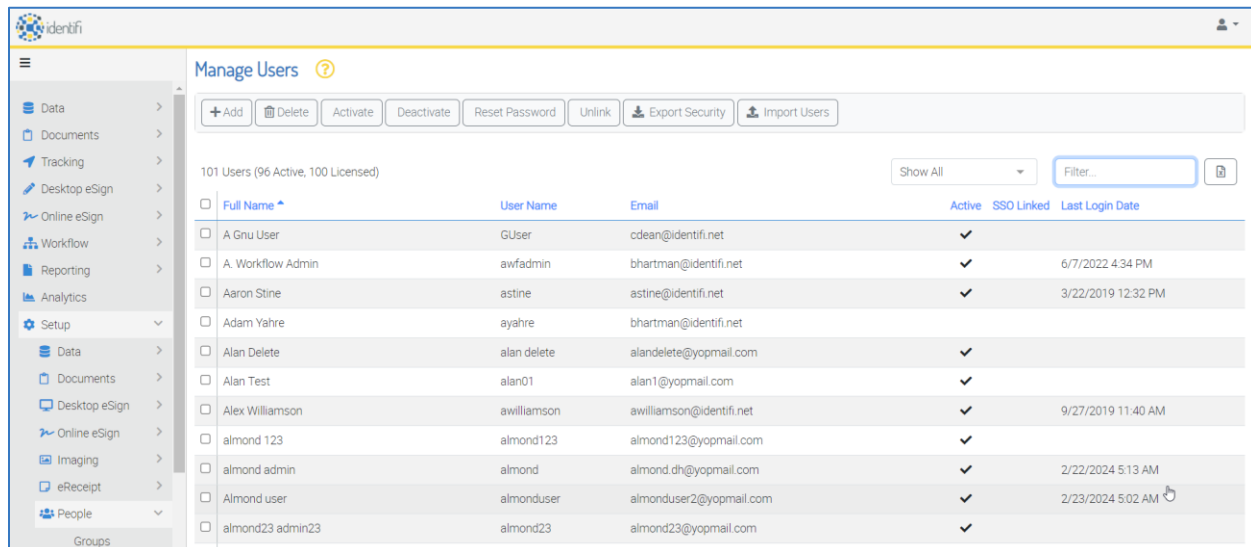 identifi
Manage Users ?
Add Delete Activate Deactivate Reset Password Unlink Export Security Import Users
101 Users (96 Active, 100 Licensed) Show All Filter...
Full Name User Name Email Active SSO Linked Last Login Date
A Gnu User GUser cdean@identifi.net
A. Workflow Admin awfadmin bhartman@identifi.net 6/7/2022 4:34 PM
Aaron Stine astine astine@identifi.net 3/22/2019 12:32 PM
Adam Yahre ayahre bhartman@identifi.net
Alan Delete alan delete alandelete@yopmail.com
Alan Test alan01 alan1@yopmail.com
Alex Williamson awilliamson awilliamson@identifi.net 9/27/2019 11:40 AM
almond 123 almond123 almond123@yopmail.com
almond admin almond almond.dh@yopmail.com 2/22/2024 5:13 AM
Almond user almonduser almonduser2@yopmail.com 2/23/2024 5:02 AM
almond23 admin23 almond23 almond23@yopmail.com
Data
Documents
Tracking
Desktop eSign
Online eSign
Workflow
Reporting
Analytics
Setup
Data
Documents
Desktop eSign
Online eSign
Imaging
eReceipt
People
Groups